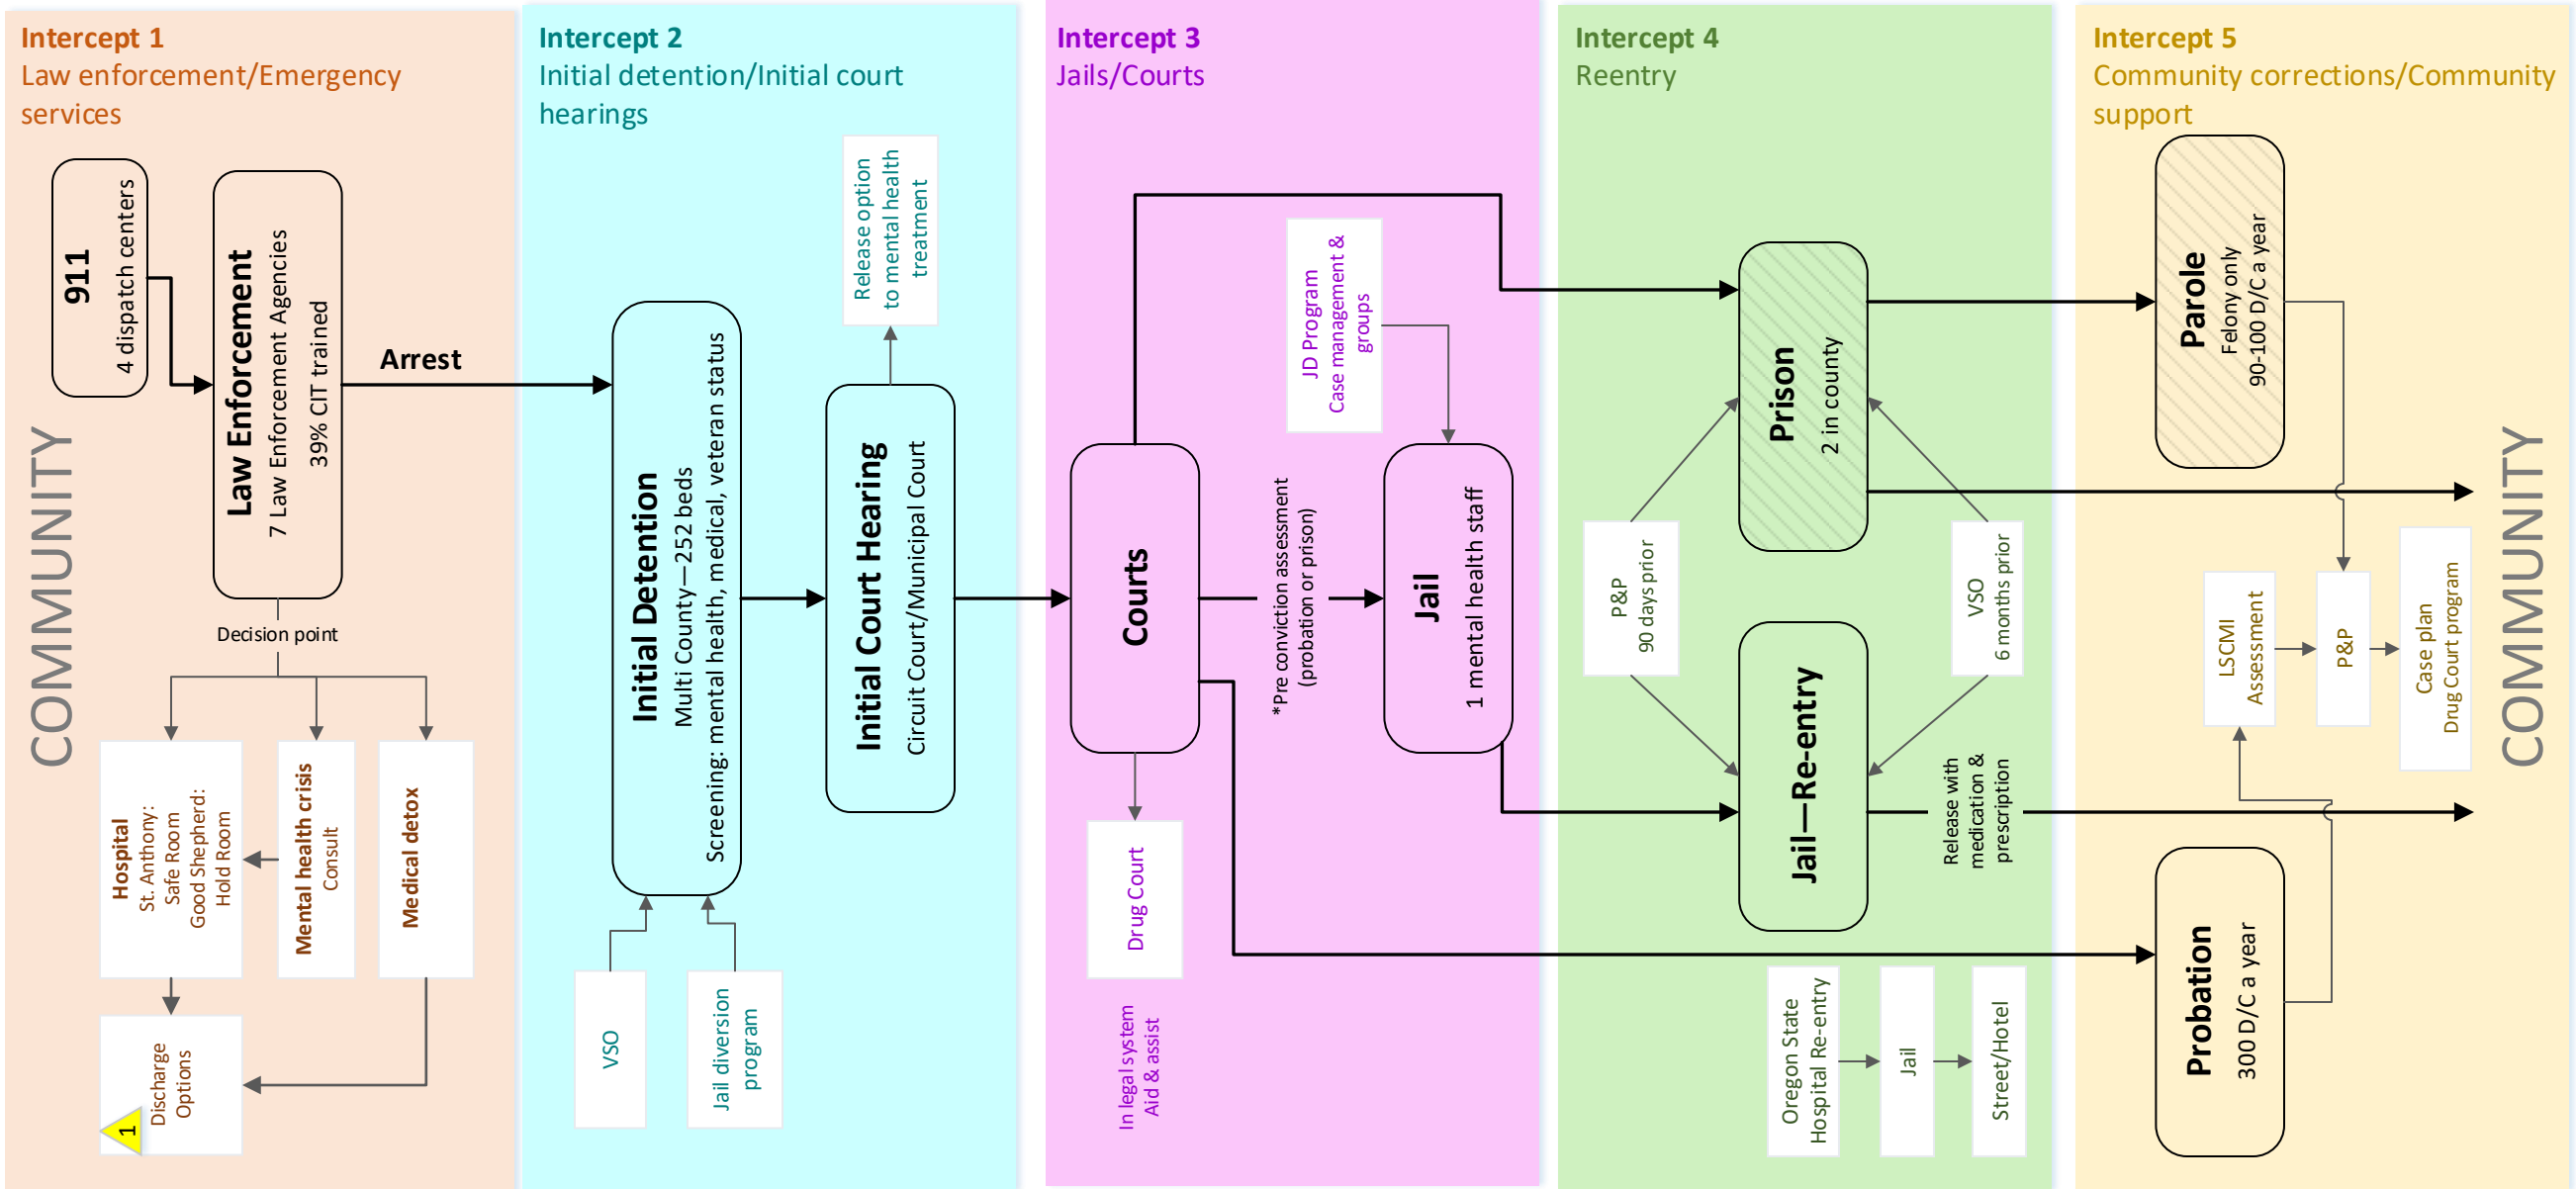 Intercept 1
Law enforcement/Emergency
services
COMMUNITY
911
4 dispatch centers
Law Enforcement
7 Law Enforcement Agencies
39% CIT trained
Arrest
Decision point
Hospital
St. Anthony:
Safe Room
Good Shepherd:
Hold Room
Mental health crisis
Consult
Medical detox
1
Discharge
Options
Intercept 2
Initial detention/Initial court
hearings
Initial Detention
Multi County—252 beds
Screening: mental health, medical, veteran status
Release option
to mental health
treatment
Initial Court Hearing
Circuit Court/Municipal Court
VSO
Jail diversion
program
Intercept 3
Jails/Courts
JD Program
Case management &
groups
Courts
*Pre conviction assessment
(probation or prison)
Jail
1 mental health staff
Drug Court
In legal system
Aid & assist
Intercept 4
Reentry
Prison
2 in county
P&P
90 days prior
VSO
6 months prior
Jail—Re-entry
Release with
medication &
prescription
Oregon State
Hospital Re-entry
Jail
Street/Hotel
Intercept 5
Community corrections/Community
support
Parole
Felony only
90-100 D/C a year
LSCMI
Assessment
P&P
Case plan
Drug Court program
Probation
300 D/C a year
COMMUNITY